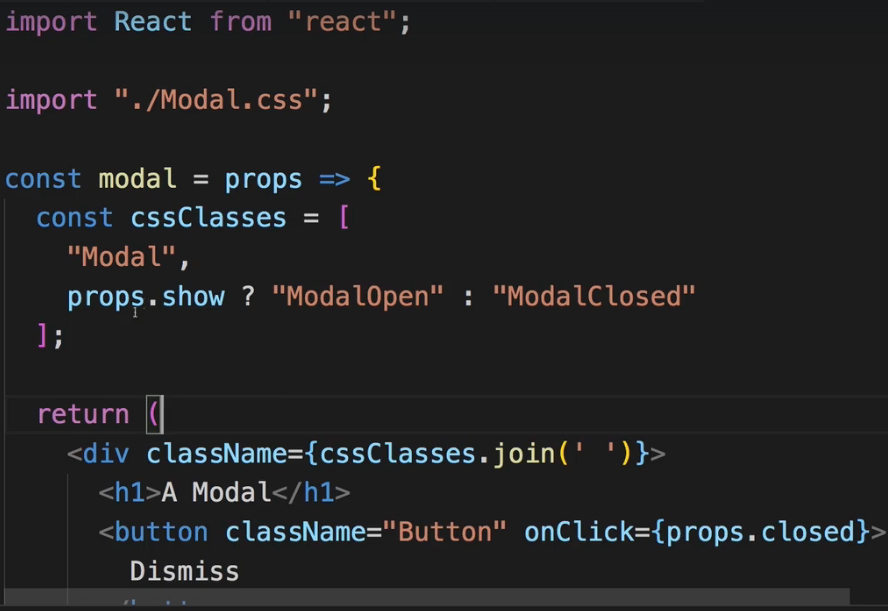 import React from "react";
import "./Modal.css";
const modal = props => {
const cssClasses = [
"Modal",
props.show ? "ModalOpen" : "ModalClosed"
];
return (
<div className={cssClasses.join(' ')}>
<h1>A Modal</h1>
<button className="Button" onClick={props.closed}>
Dismiss